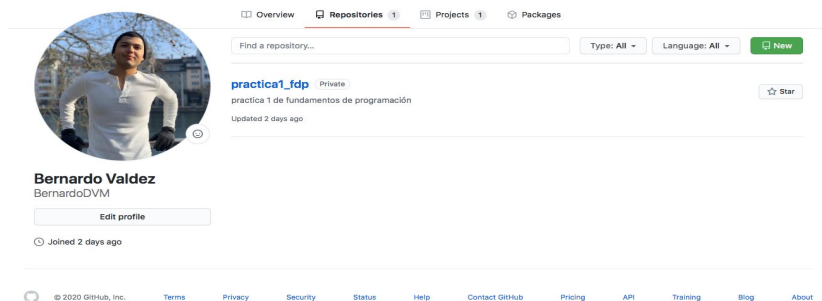 Overview Repositories 1 Projects 1 Packages
Find a repository... Type: All Language: All New
practica1_fdp Private
Star
practica 1 de fundamentos de programación
Updated 2 days ago
Bernardo Valdez
BernardoDVM
Edit profile
Joined 2 days ago
© 2020 GitHub, Inc. Terms Privacy Security Status Help Contact GitHub Pricing API Training Blog About